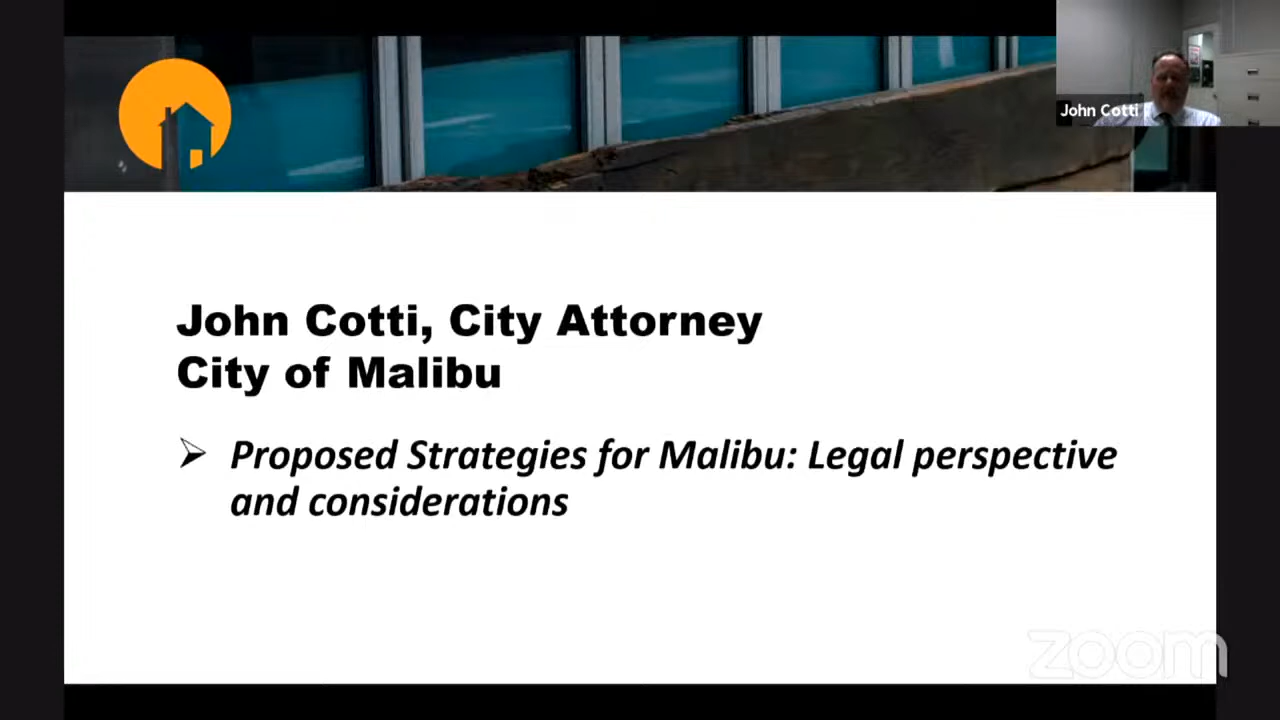 John Cotti
John Cotti, City Attorney
City of Malibu
Proposed Strategies for Malibu: Legal perspective
and considerations
zoom